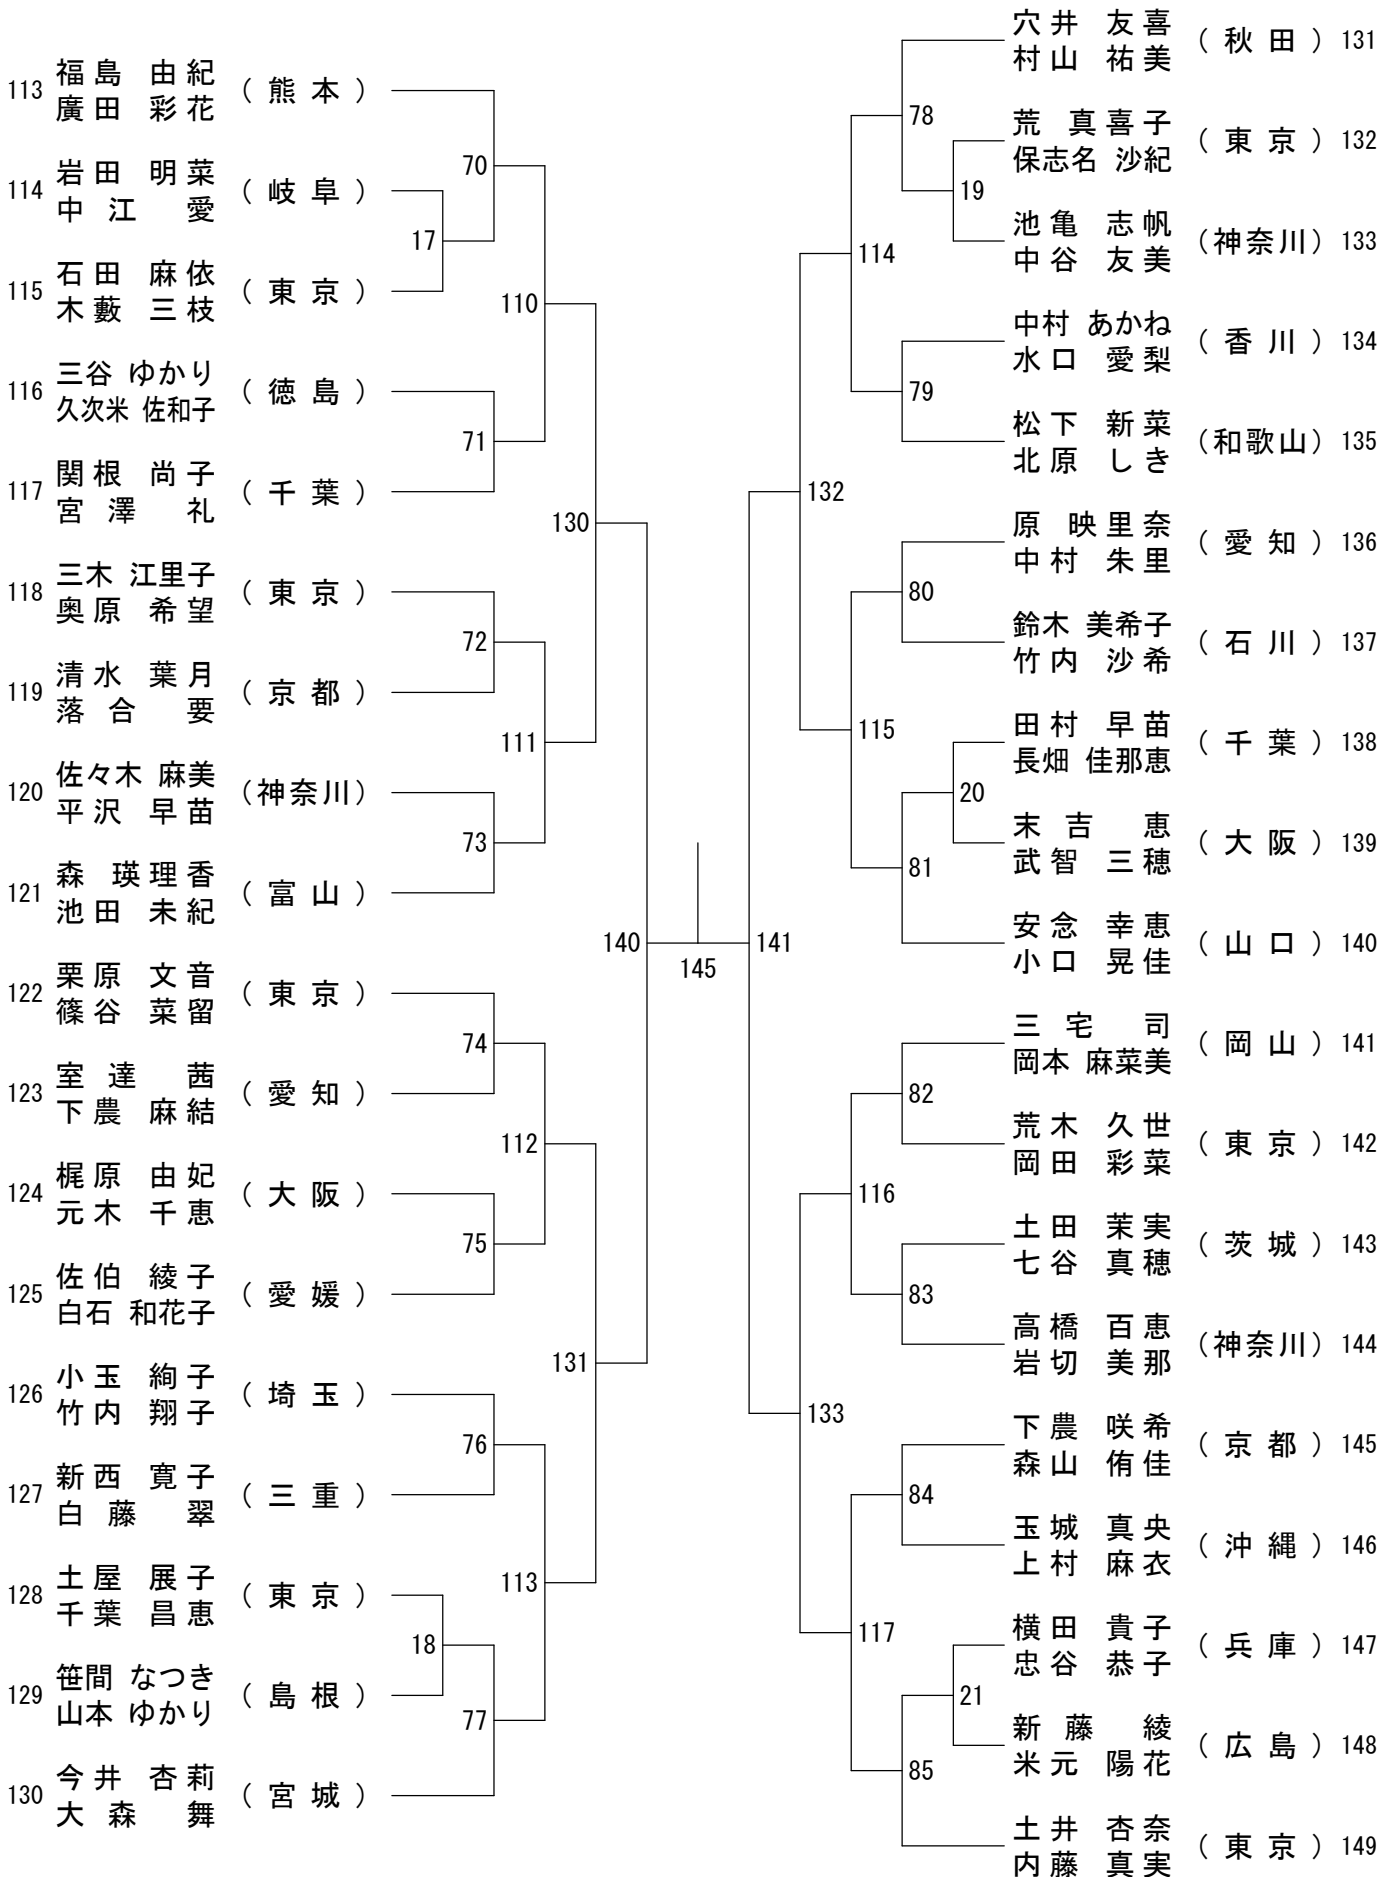 113 福島 由紀 (熊本)
廣田 彩花
114 岩田 明菜 (岐阜)
中江 愛
115 石田 麻依 (東京)
木藪 三枝
116 三谷 ゆかり (徳島)
久次米 佐和子
117 関根 尚子 (千葉)
宮澤 礼
118 三木 江里子 (東京)
奥原 希望
119 清水 葉月 (京都)
落合 要
120 佐々木 麻美 (神奈川)
平沢 早苗
121 森 瑛理香 (富山)
池田 未紀
122 栗原 文音 (東京)
篠谷 菜留
123 室達 茜 (愛知)
下農 麻結
124 梶原 由妃 (大阪)
元木 千恵
125 佐伯 綾子 (愛媛)
白石 和花子
126 小玉 絢子 (埼玉)
竹内 翔子
127 新西 寛子 (三重)
白藤 翠
128 土屋 展子 (東京)
千葉 昌恵
129 笹間 なつき (島根)
山本 ゆかり
130 今井 杏莉 (宮城)
大森 舞
17
18
70
71
72
73
74
75
76
77
110
111
112
113
130
131
140
145
141
132
133
114
115
116
117
78
79
80
81
82
83
84
85
19
20
21
穴井 友喜 (秋田) 131
村山 祐美
荒 真喜子 (東京) 132
保志名 沙紀
池亀 志帆 (神奈川) 133
中谷 友美
中村 あかね (香川) 134
水口 愛梨
松下 新菜 (和歌山) 135
北原 しき
原 映里奈 (愛知) 136
中村 朱里
鈴木 美希子 (石川) 137
竹内 沙希
田村 早苗 (千葉) 138
長畑 佳那恵
末吉 恵 (大阪) 139
武智 三穂
安念 幸恵 (山口) 140
小口 晃佳
三宅 司 (岡山) 141
岡本 麻菜美
荒木 久世 (東京) 142
岡田 彩菜
土田 茉実 (茨城) 143
七谷 真穂
高橋 百恵 (神奈川) 144
岩切 美那
下農 咲希 (京都) 145
森山 侑佳
玉城 真央 (沖縄) 146
上村 麻衣
横田 貴子 (兵庫) 147
忠谷 恭子
新藤 綾 (広島) 148
米元 陽花
土井 杏奈 (東京) 149
内藤 真実